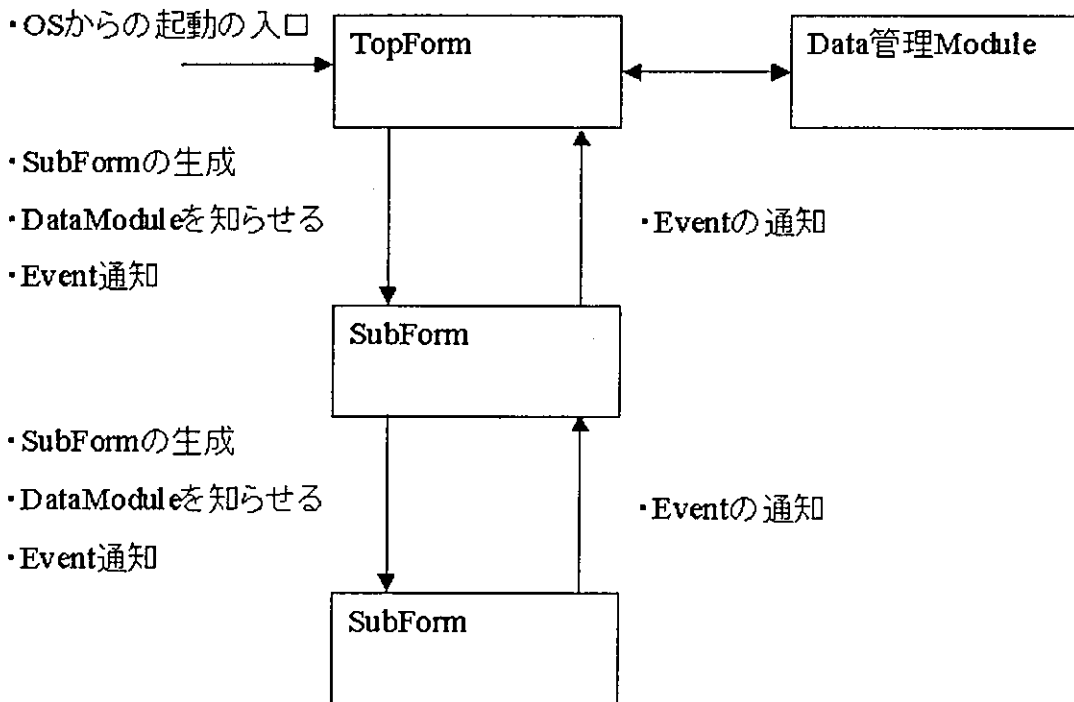 ・OSからの起動の入口
TopForm
Data管理Module
・SubFormの生成
・DataModuleを知らせる
・Event通知
・Eventの通知
SubForm
・SubFormの生成
・DataModuleを知らせる
・Event通知
・Eventの通知
SubForm